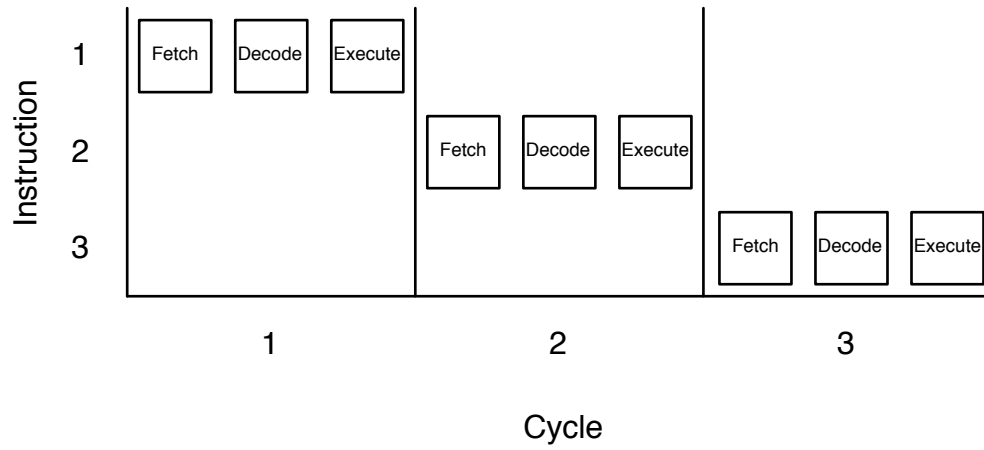 Instruction
1
Fetch Decode Execute
2
Fetch Decode Execute
3
Fetch Decode Execute
1 2 3
Cycle